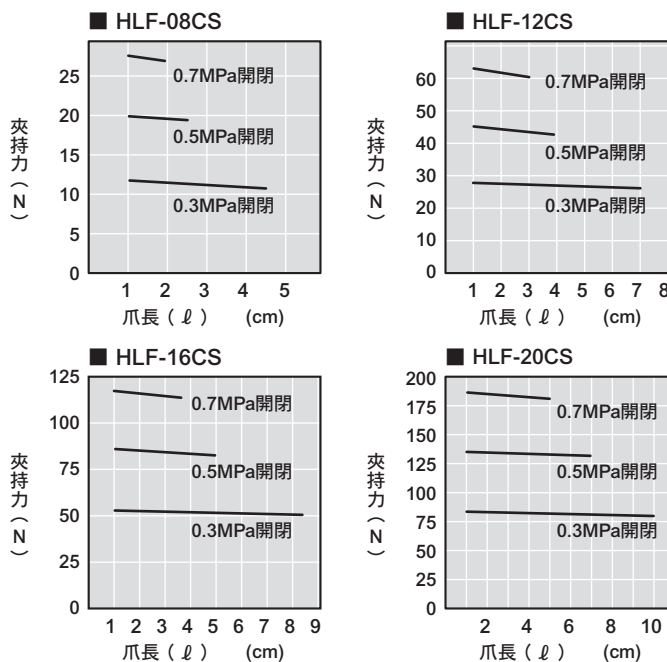 ■ HLF-08CS
夾持力(N)
25
20
15
10
5
0
0.7MPa開閉
0.5MPa開閉
0.3MPa開閉
1 2 3 4 5
爪長(ℓ) (cm)
■ HLF-12CS
夾持力(N)
60
50
40
30
20
10
0
0.7MPa開閉
0.5MPa開閉
0.3MPa開閉
1 2 3 4 5 6 7 8
爪長(ℓ) (cm)
■ HLF-16CS
夾持力(N)
125
100
75
50
25
0
0.7MPa開閉
0.5MPa開閉
0.3MPa開閉
1 2 3 4 5 6 7 8 9
爪長(ℓ) (cm)
■ HLF-20CS
夾持力(N)
200
175
150
125
100
75
50
25
0
0.7MPa開閉
0.5MPa開閉
0.3MPa開閉
2 4 6 8 10
爪長(ℓ) (cm)